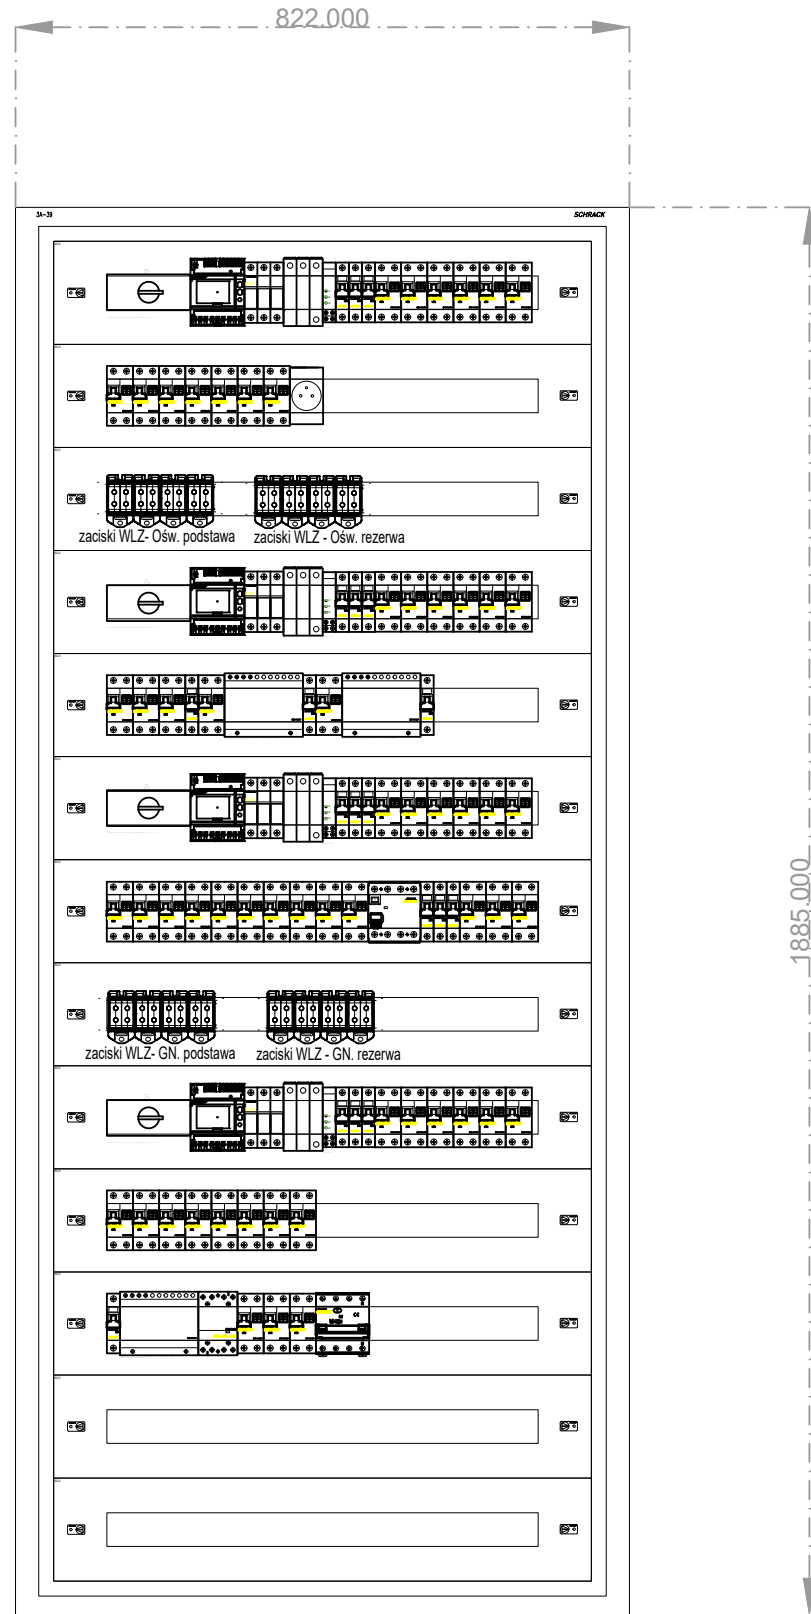 822.000
3A-39 SCHRACK
zaciski WLZ- Ośw. podstawa zaciski WLZ - Ośw. rezerwa
1885.000
zaciski WLZ- GN. podstawa zaciski WLZ - GN. rezerwa